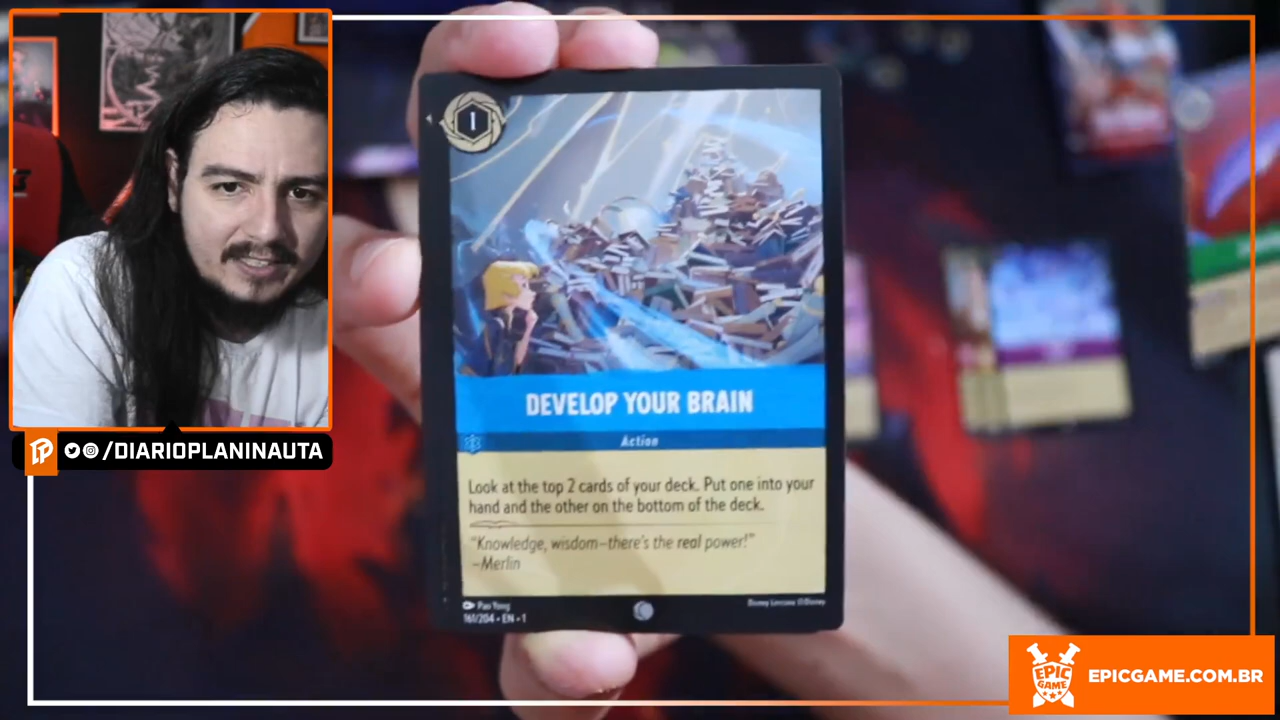 1
DEVELOP YOUR BRAIN
Action
Look at the top 2 cards of your deck. Put one into your
hand and the other on the bottom of the deck.
"Knowledge, wisdom–there's the real power!"
–Merlin
Pao Yong
161/204 • EN • 1
Disney Lorcana ©Disney
/DIARIOPLANINAUTA
EPIC
GAME
EPICGAME.COM.BR